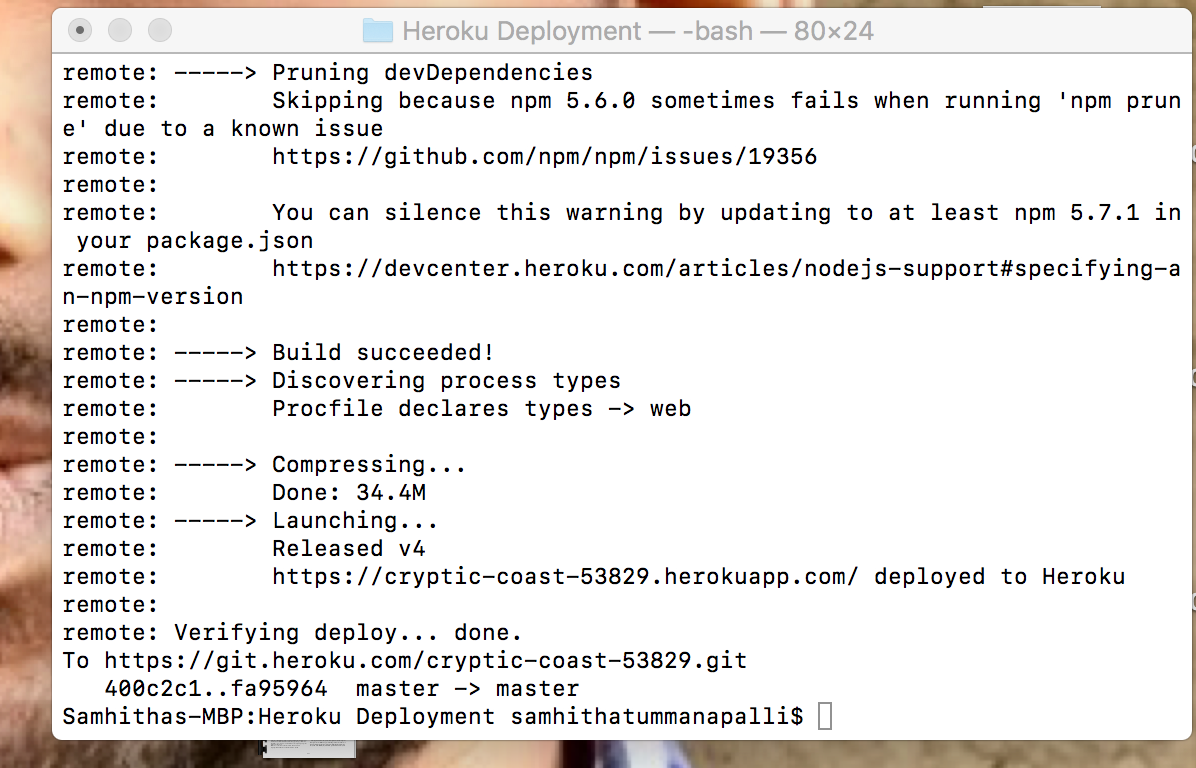 Heroku Deployment — -bash — 80×24
remote: -----> Pruning devDependencies
remote:        Skipping because npm 5.6.0 sometimes fails when running 'npm prun
e' due to a known issue
remote:        https://github.com/npm/npm/issues/19356
remote:
remote:        You can silence this warning by updating to at least npm 5.7.1 in
 your package.json
remote:        https://devcenter.heroku.com/articles/nodejs-support#specifying-a
n-npm-version
remote:
remote: -----> Build succeeded!
remote: -----> Discovering process types
remote:        Procfile declares types -> web
remote:
remote: -----> Compressing...
remote:        Done: 34.4M
remote: -----> Launching...
remote:        Released v4
remote:        https://cryptic-coast-53829.herokuapp.com/ deployed to Heroku
remote:
remote: Verifying deploy... done.
To https://git.heroku.com/cryptic-coast-53829.git
   400c2c1..fa95964  master -> master
Samhithas-MBP:Heroku Deployment samhithatummanapalli$